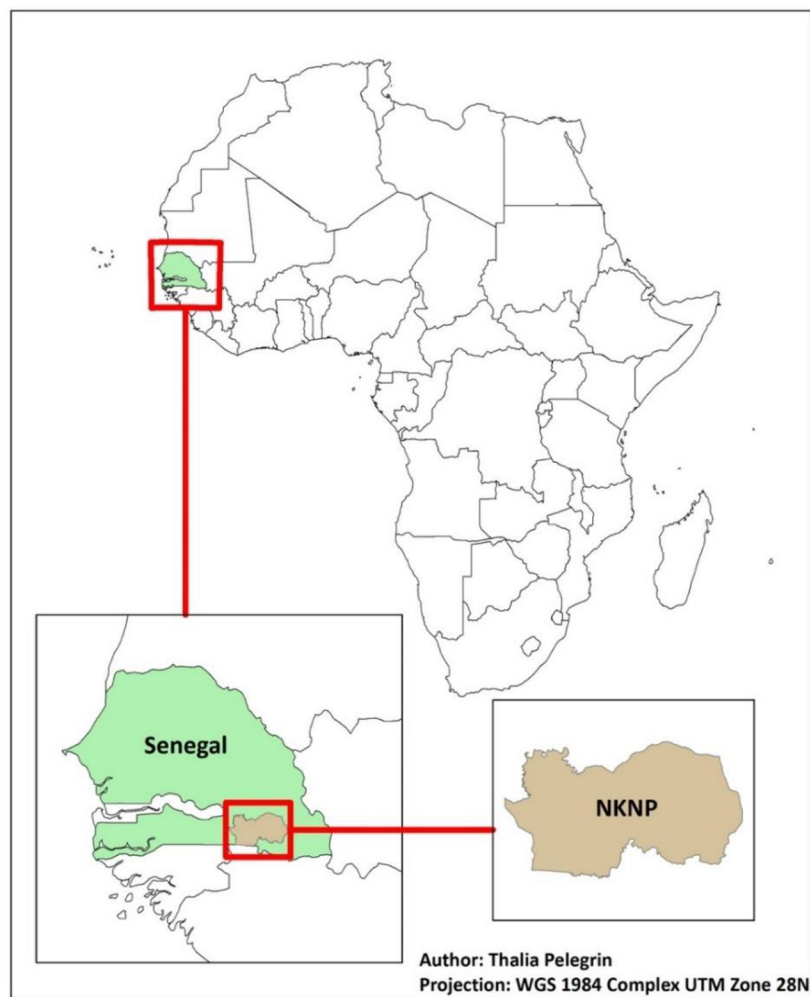 Senegal
NKNP
Author: Thalia Pelegrin
Projection: WGS 1984 Complex UTM Zone 28N